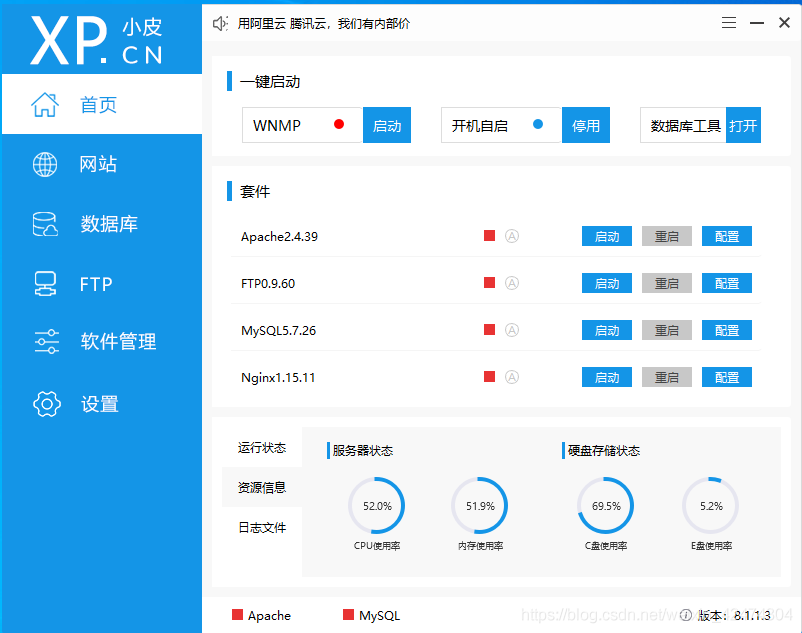 XP.CN 小皮
用阿里云 腾讯云，我们有内部价
首页
网站
数据库
FTP
软件管理
设置
一键启动
WNMP 启动
开机自启 停用
数据库工具 打开
套件
Apache2.4.39 A 启动 重启 配置
FTP0.9.60 A 启动 重启 配置
MySQL5.7.26 A 启动 重启 配置
Nginx1.15.11 A 启动 重启 配置
运行状态
资源信息
日志文件
服务器状态
硬盘存储状态
52.0% 51.9% 69.5% 5.2%
CPU使用率 内存使用率 C盘使用率 E盘使用率
Apache MySQL
版本： 8.1.1.3
https://blog.csdn.net/